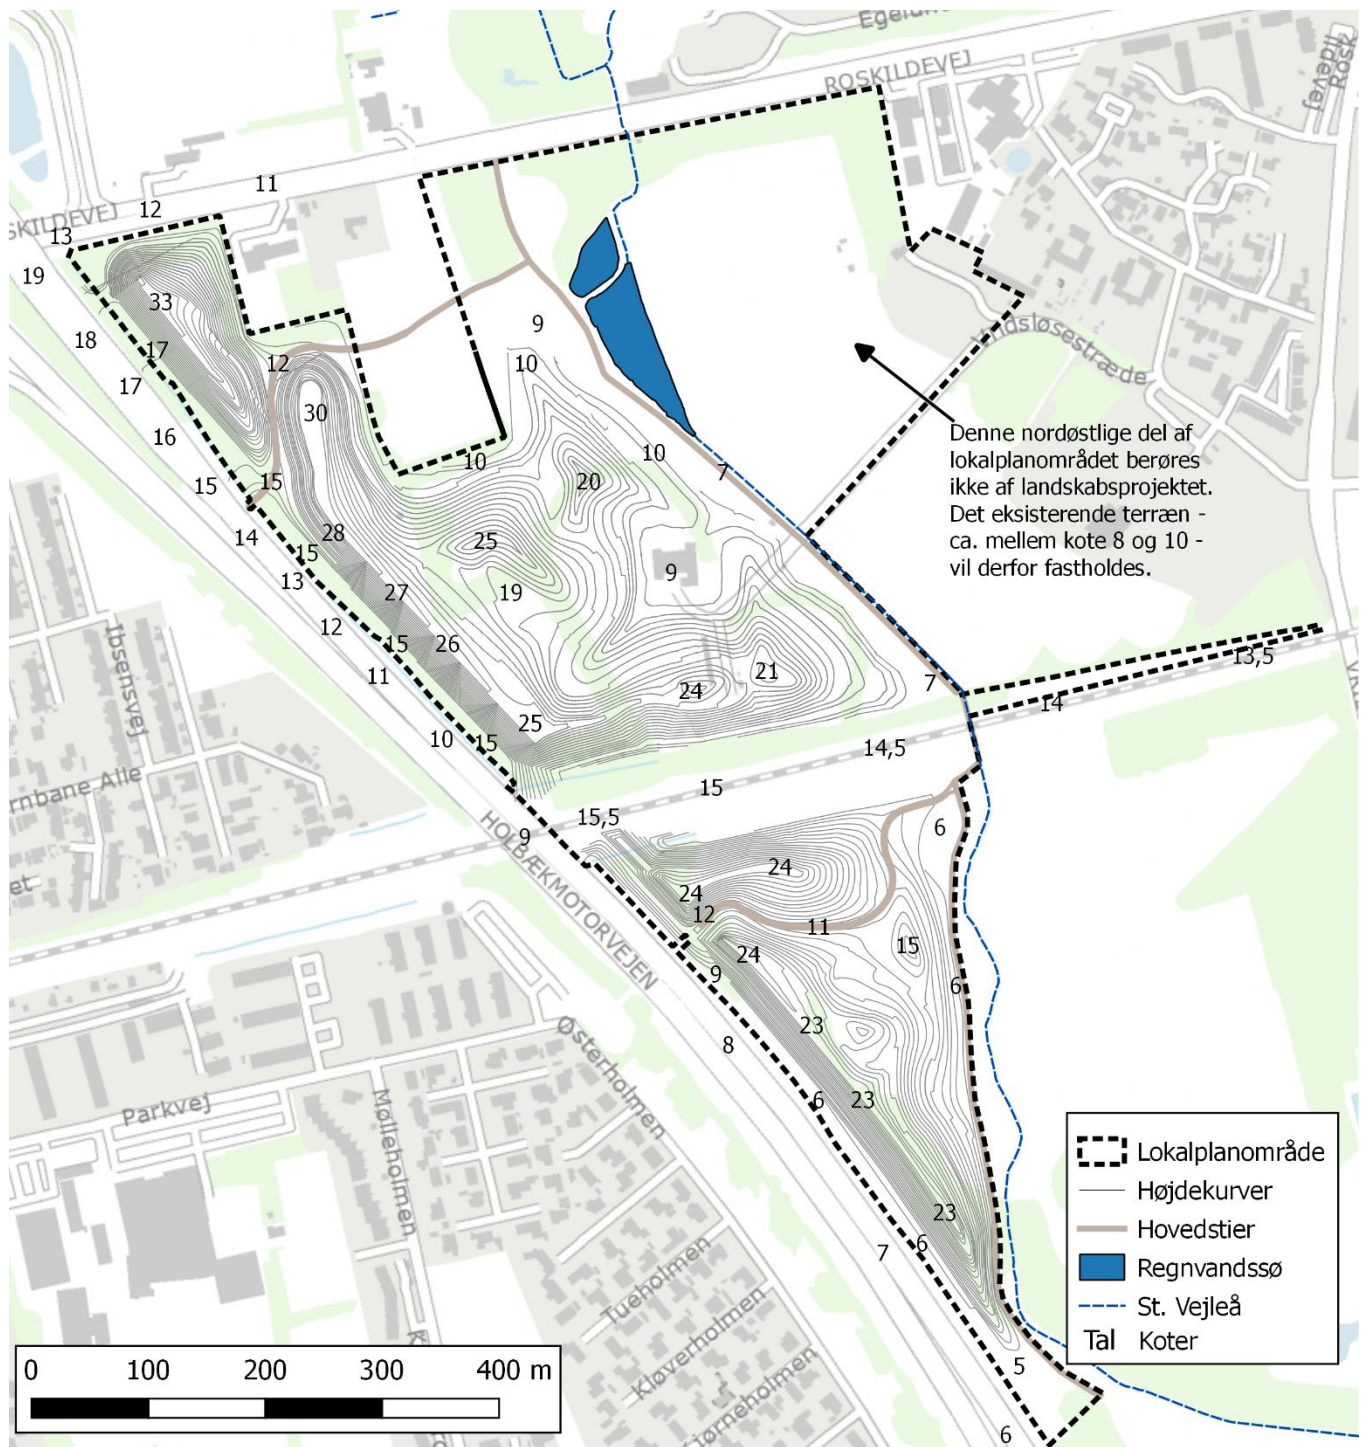 Egelund
ROSKILDEVEJ
Rosk
ildevej
11
12
SKILDEVEJ
13
19
33
18
17
17
12
9
10
30
16
15
15
10
10
20
7
14
28
15
13
25
9
27
19
12
15
26
11
24
21
7
25
10
15
14,5
15
15,5
9
14
13,5
Denne nordøstlige del af
lokalplanområdet berøres
ikke af landskabsprojektet.
Det eksisterende terræn -
ca. mellem kote 8 og 10 -
vil derfor fastholdes.
Ibsensvej
rnbane Alle
et
HOLBÆKMOTORVEJEN
6
24
24
12
11
24
15
9
6
23
8
6
23
23
6
7
5
6
Østerholmen
Parkvej
Mølleholmen
Tueholmen
Kløverholmen
jørneholmen
Lokalplanområde
Højdekurver
Hovedstier
Regnvandssø
St. Vejleå
Tal Koter
0 100 200 300 400 m